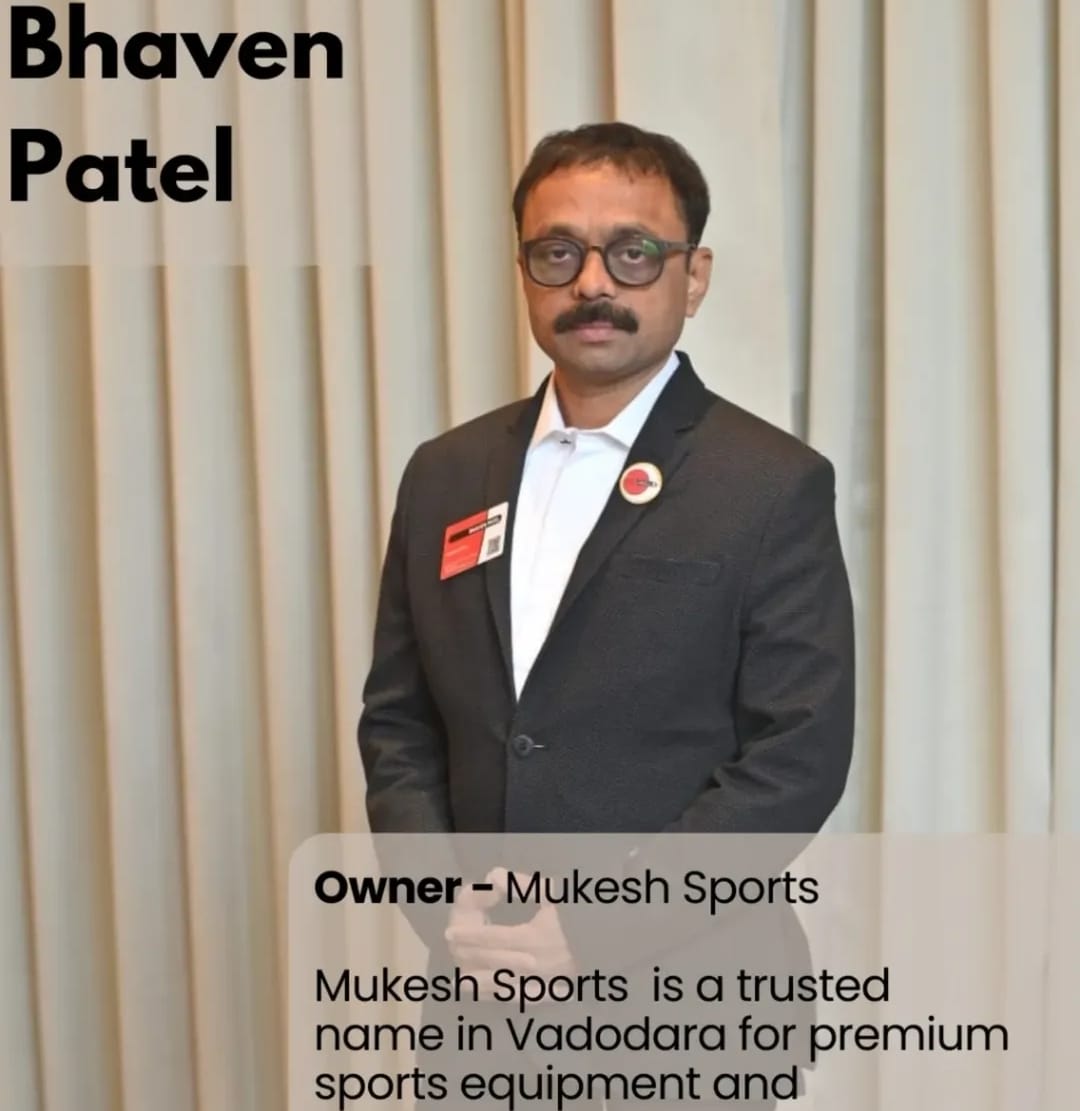 Bhaven
Patel
Owner - Mukesh Sports
Mukesh Sports is a trusted
name in Vadodara for premium
sports equipment and